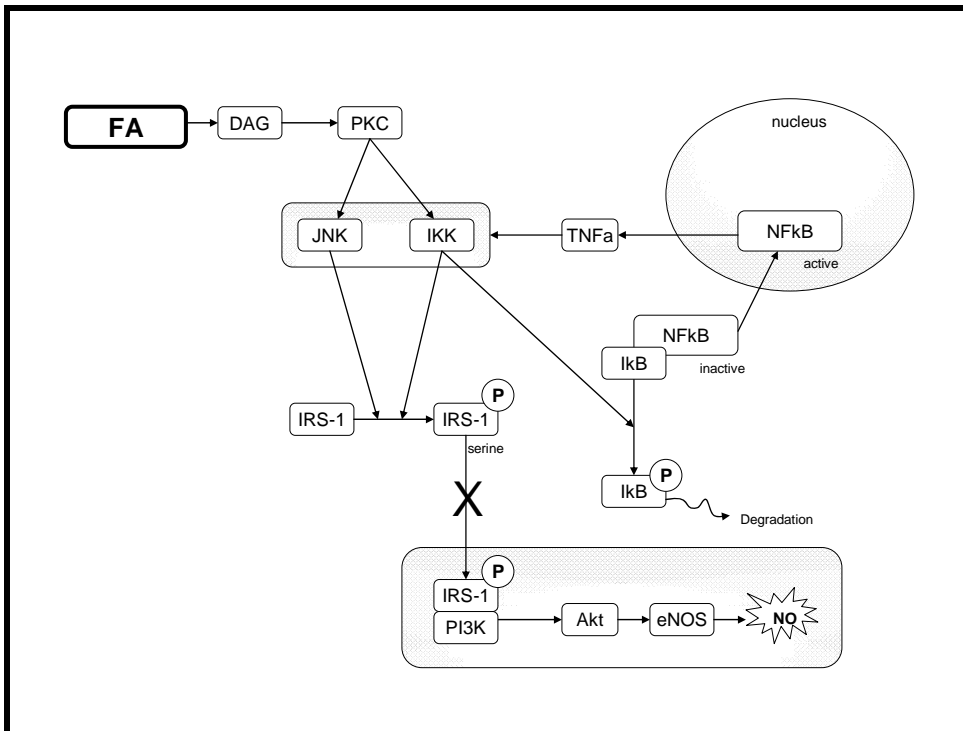 FA
DAG
PKC
nucleus
JNK
IKK
TNFa
NFkB
active
NFkB
IkB
inactive
IRS-1
IRS-1
P
serine
X
IkB
P
Degradation
P
IRS-1
PI3K
Akt
eNOS
NO